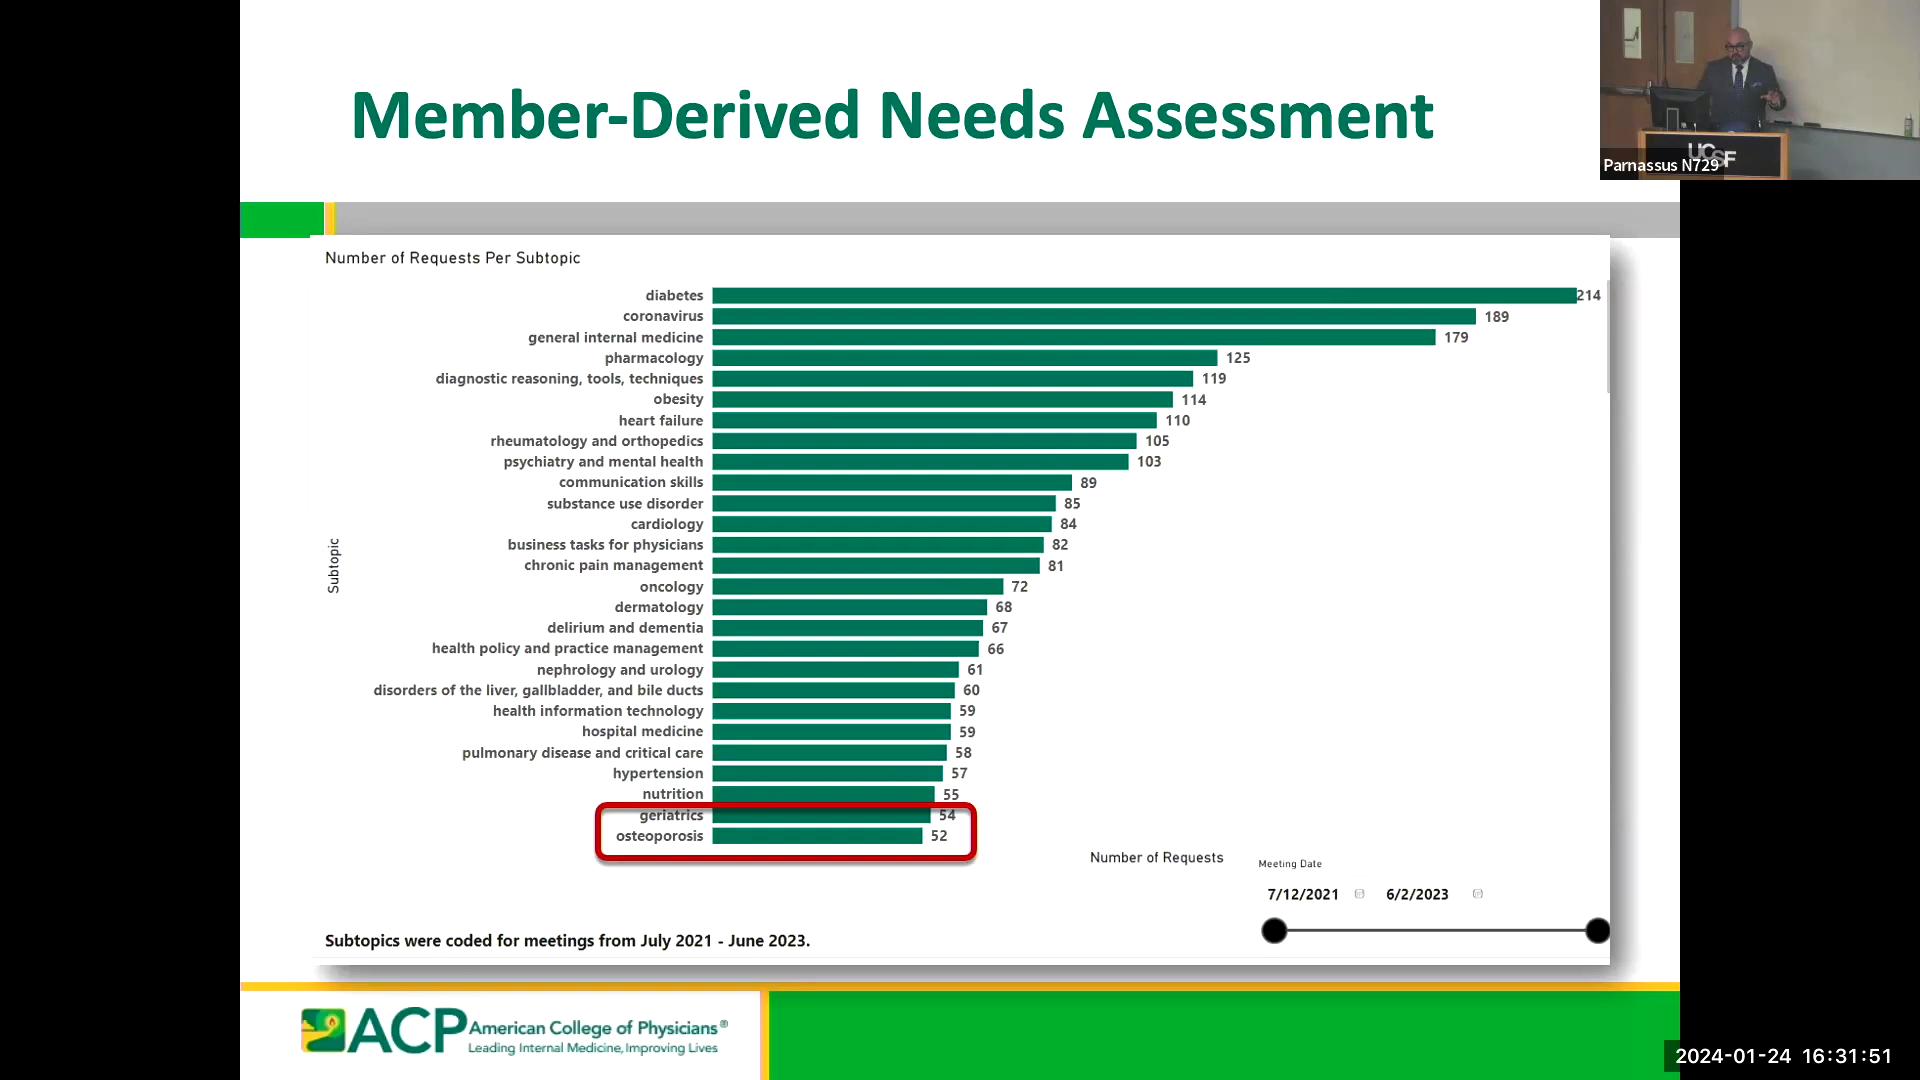 Member-Derived Needs Assessment
UCSF
Parnassus N729
Number of Requests Per Subtopic
Subtopic
diabetes 214
coronavirus 189
general internal medicine 179
pharmacology 125
diagnostic reasoning, tools, techniques 119
obesity 114
heart failure 110
rheumatology and orthopedics 105
psychiatry and mental health 103
communication skills 89
substance use disorder 85
cardiology 84
business tasks for physicians 82
chronic pain management 81
oncology 72
dermatology 68
delirium and dementia 67
health policy and practice management 66
nephrology and urology 61
disorders of the liver, gallbladder, and bile ducts 60
health information technology 59
hospital medicine 59
pulmonary disease and critical care 58
hypertension 57
nutrition 55
geriatrics 54
osteoporosis 52
Number of Requests
Meeting Date
7/12/2021 6/2/2023
Subtopics were coded for meetings from July 2021 - June 2023.
ACP American College of Physicians®
Leading Internal Medicine, Improving Lives
2024-01-24 16:31:51